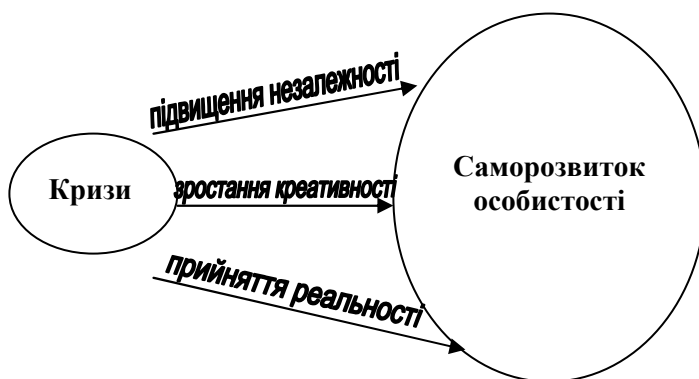 підвищення незалежності
Кризи
зростання креативності
Саморозвиток
особистості
прийняття реальності